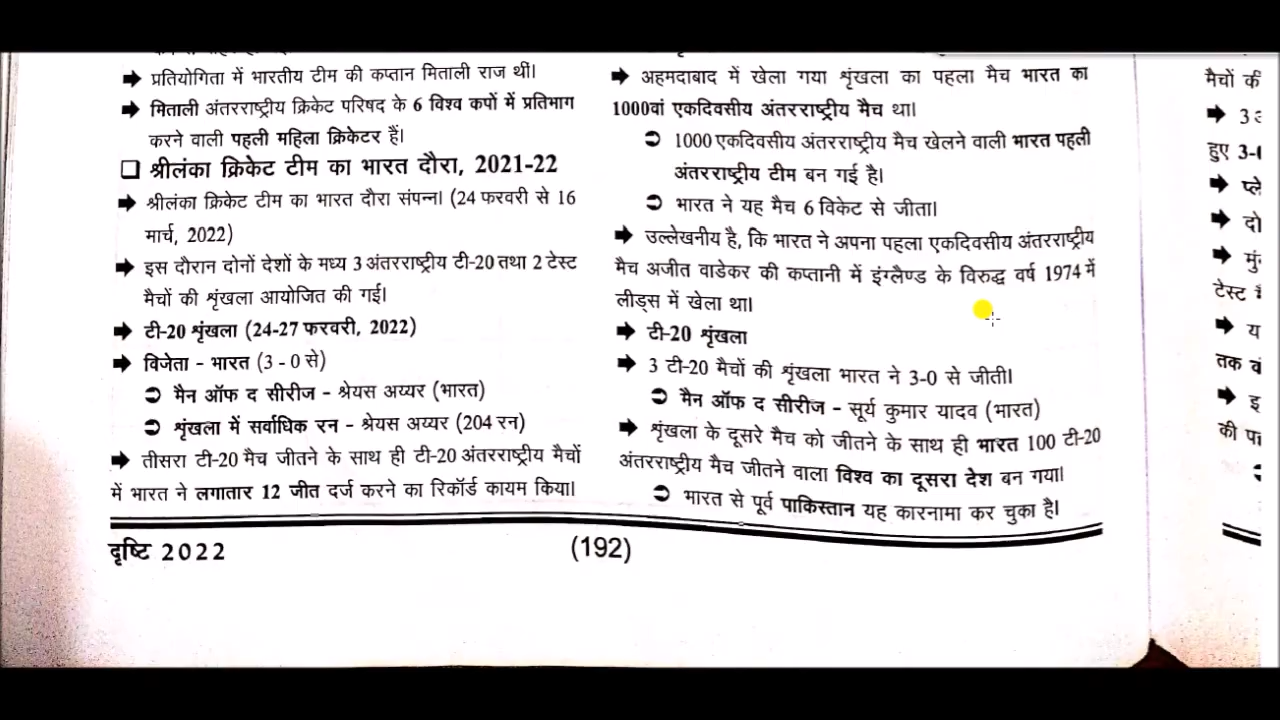 ➡ प्रतियोगिता में भारतीय टीम की कप्तान मिताली राज थीं।
➡ मिताली अंतरराष्ट्रीय क्रिकेट परिषद के 6 विश्व कपों में प्रतिभाग
करने वाली पहली महिला क्रिकेटर हैं।
❑ श्रीलंका क्रिकेट टीम का भारत दौरा, 2021-22
➡ श्रीलंका क्रिकेट टीम का भारत दौरा संपन्न। (24 फरवरी से 16
मार्च, 2022)
➡ इस दौरान दोनों देशों के मध्य 3 अंतरराष्ट्रीय टी-20 तथा 2 टेस्ट
मैचों की शृंखला आयोजित की गई।
➡ टी-20 शृंखला (24-27 फरवरी, 2022)
➡ विजेता - भारत (3 - 0 से)
➲ मैन ऑफ द सीरीज - श्रेयस अय्यर (भारत)
➲ शृंखला में सर्वाधिक रन - श्रेयस अय्यर (204 रन)
➡ तीसरा टी-20 मैच जीतने के साथ ही टी-20 अंतरराष्ट्रीय मैचों
में भारत ने लगातार 12 जीत दर्ज करने का रिकॉर्ड कायम किया।
➡ अहमदाबाद में खेला गया शृंखला का पहला मैच भारत का
1000वां एकदिवसीय अंतरराष्ट्रीय मैच था।
➲ 1000 एकदिवसीय अंतरराष्ट्रीय मैच खेलने वाली भारत पहली
अंतरराष्ट्रीय टीम बन गई है।
➲ भारत ने यह मैच 6 विकेट से जीता।
➡ उल्लेखनीय है, कि भारत ने अपना पहला एकदिवसीय अंतरराष्ट्रीय
मैच अजीत वाडेकर की कप्तानी में इंग्लैण्ड के विरुद्ध वर्ष 1974 में
लीड्स में खेला था।
➡ टी-20 शृंखला
➡ 3 टी-20 मैचों की शृंखला भारत ने 3-0 से जीती।
➲ मैन ऑफ द सीरीज - सूर्य कुमार यादव (भारत)
➡ शृंखला के दूसरे मैच को जीतने के साथ ही भारत 100 टी-20
अंतरराष्ट्रीय मैच जीतने वाला विश्व का दूसरा देश बन गया।
➲ भारत से पूर्व पाकिस्तान यह कारनामा कर चुका है।
दृष्टि 2022
(192)
मैचों की
➡ 3
हुए 3-
➡
➡ दो
➡
टेस्ट
➡ य
तक
➡ इ
की